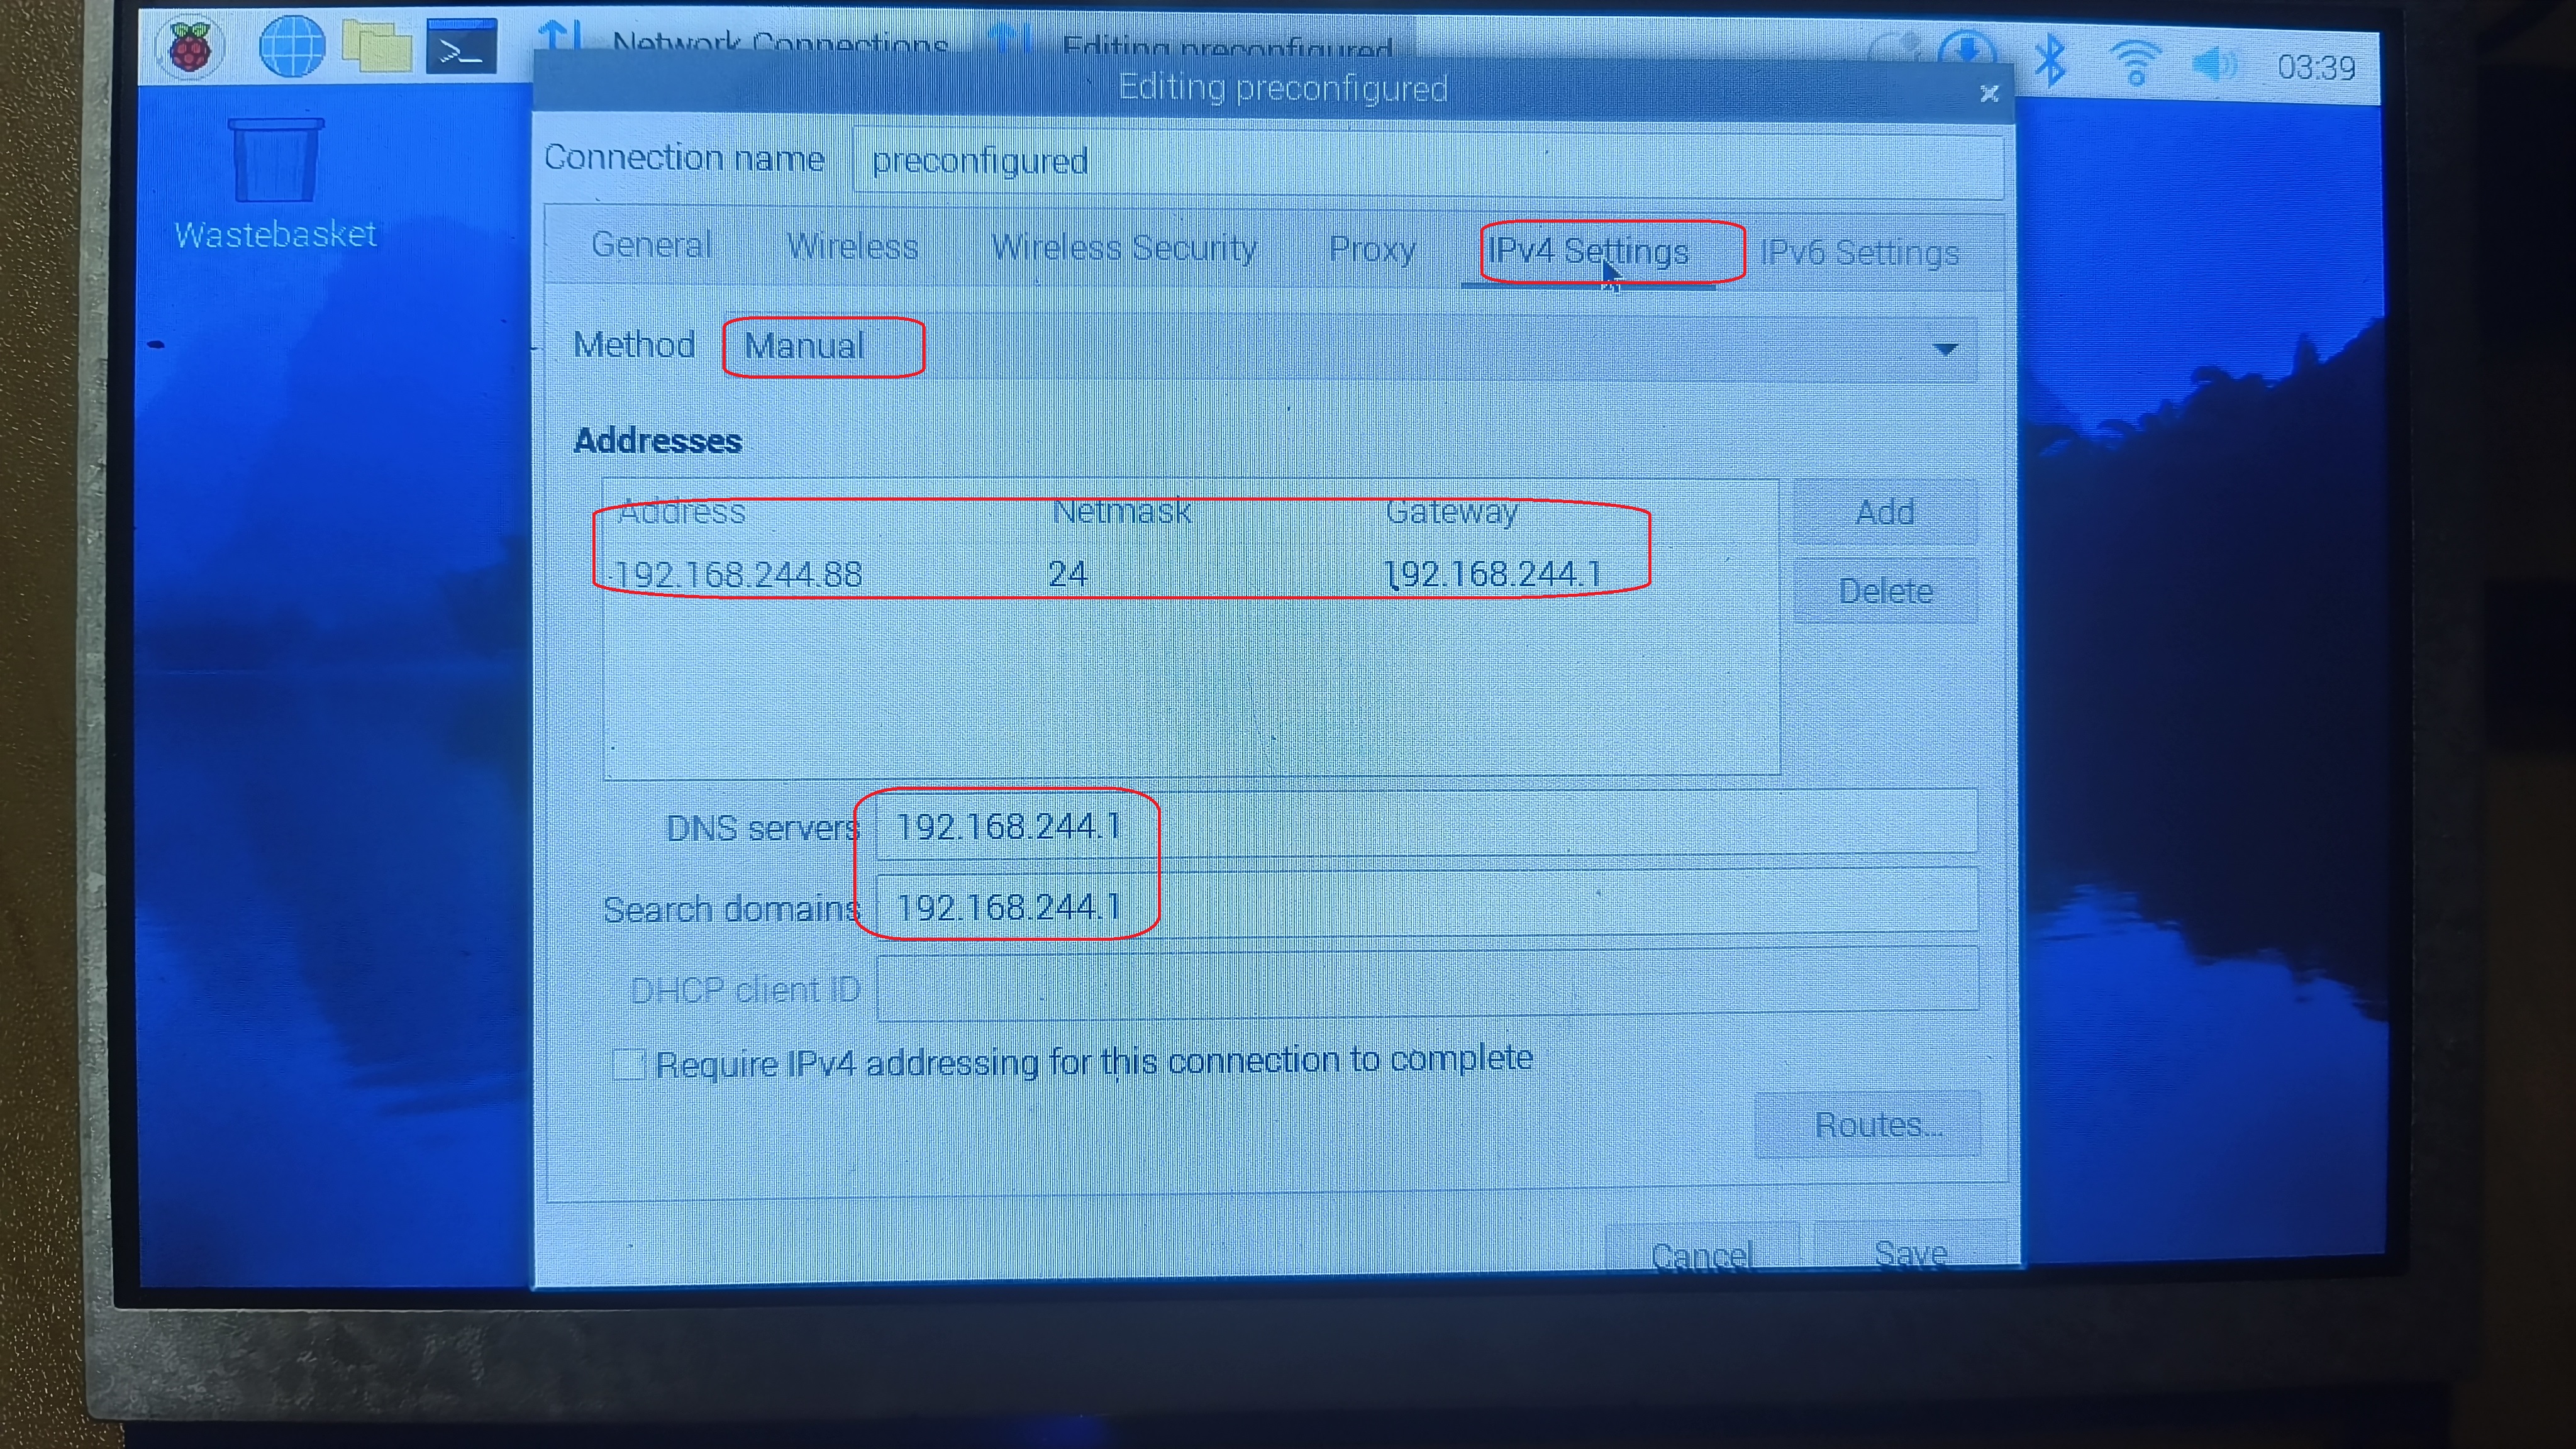 Network Connections
Editing preconfigured
03:39
Editing preconfigured
Wastebasket
Connection name preconfigured
General Wireless Wireless Security Proxy IPv4 Settings IPv6 Settings
Method Manual
Addresses
Address Netmask Gateway
192.168.244.88 24 192.168.244.1
Add
Delete
DNS servers 192.168.244.1
Search domains 192.168.244.1
DHCP client ID
Require IPv4 addressing for this connection to complete
Routes...
Cancel Save